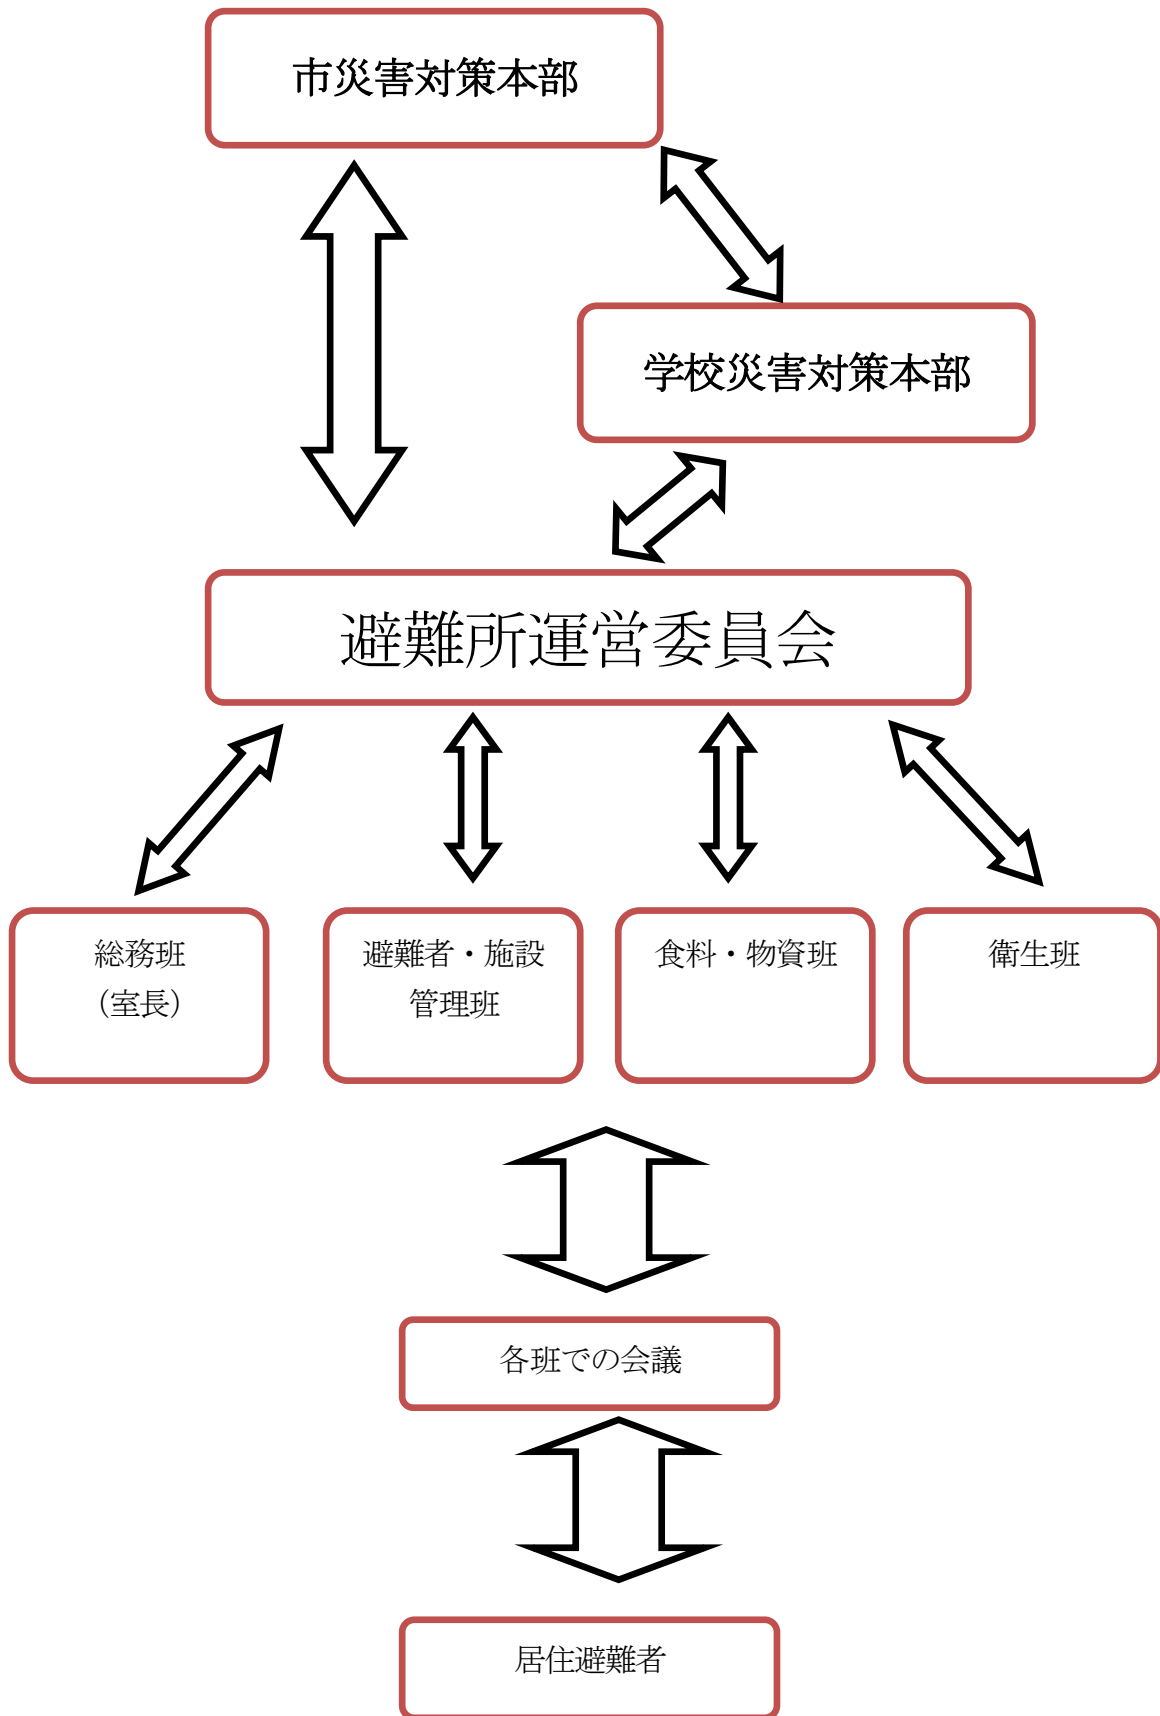 市災害対策本部
学校災害対策本部
避難所運営委員会
総務班
（室長）
避難者・施設
管理班
食料・物資班
衛生班
各班での会議
居住避難者